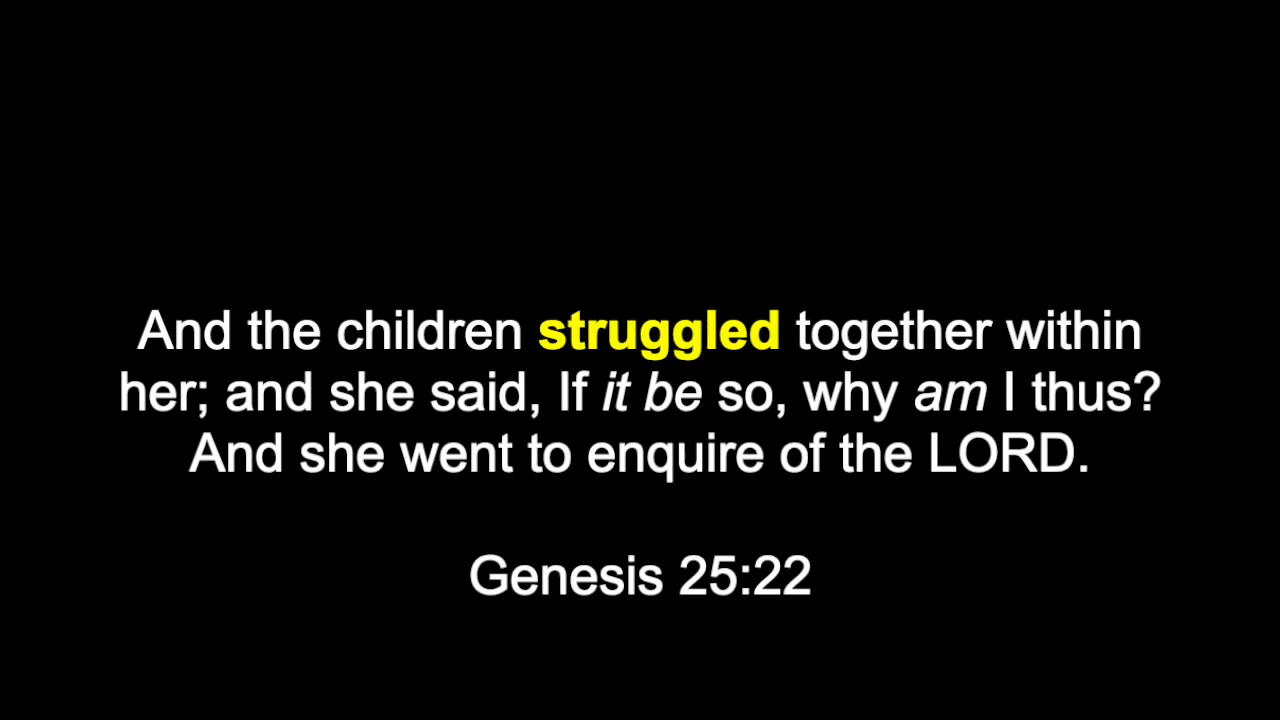 And the children struggled together within
her; and she said, If it be so, why am I thus?
And she went to enquire of the LORD.
Genesis 25:22